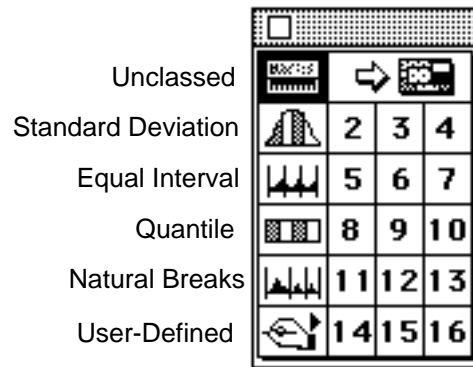 Unclassed
Standard Deviation 2 3 4
Equal Interval 5 6 7
Quantile 8 9 10
Natural Breaks 11 12 13
User-Defined 14 15 16